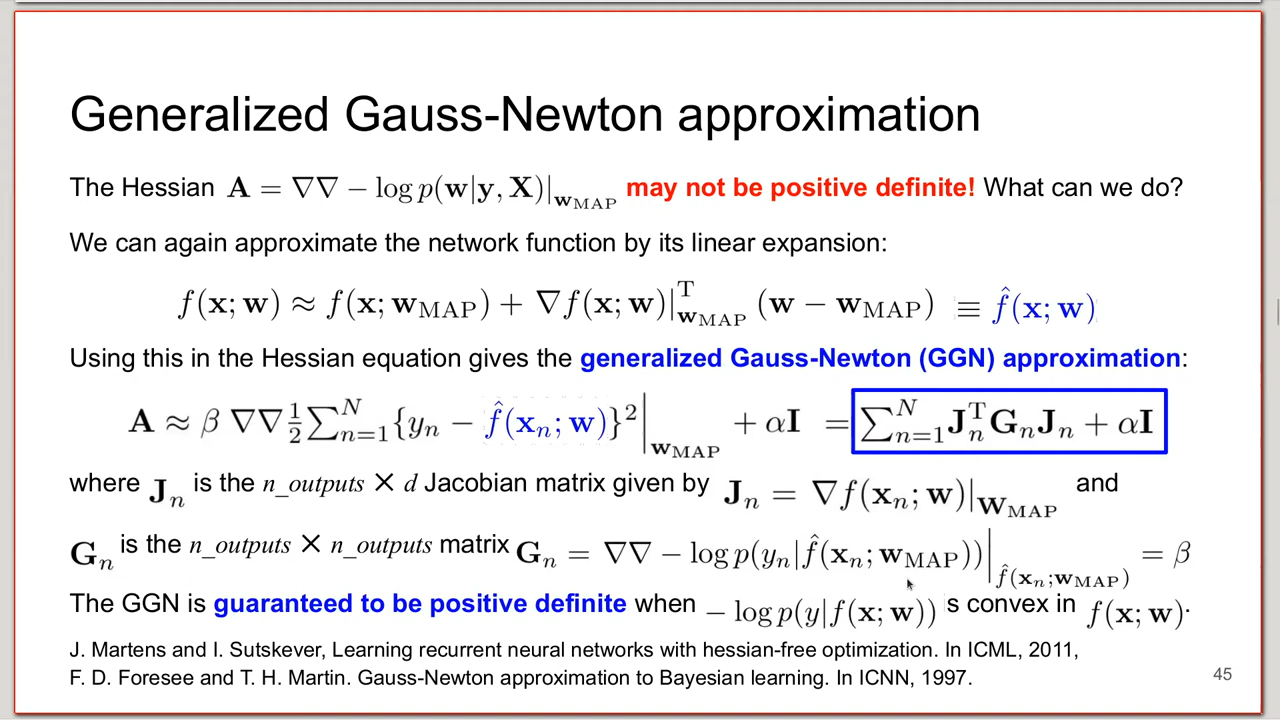 Generalized Gauss-Newton approximation
The Hessian A = ∇∇ − log p(w|y, X)|_{w_MAP} may not be positive definite! What can we do?
We can again approximate the network function by its linear expansion:
f(x; w) ≈ f(x; w_MAP) + ∇f(x; w)|^T_{w_MAP} (w − w_MAP) ≡ f̂(x; w)
Using this in the Hessian equation gives the generalized Gauss-Newton (GGN) approximation:
A ≈ β ∇∇ ½ ∑^N_{n=1} {y_n − f̂(x_n; w)}² |_{w_MAP} + αI = ∑^N_{n=1} J^T_n G_n J_n + αI
where J_n is the n_outputs × d Jacobian matrix given by J_n = ∇f(x_n; w)|_{w_MAP} and
G_n is the n_outputs × n_outputs matrix G_n = ∇∇ − log p(y_n|f̂(x_n; w_MAP))|_{f̂(x_n; w_MAP)} = β
The GGN is guaranteed to be positive definite when − log p(y|f(x; w)) s convex in f(x; w).
J. Martens and I. Sutskever, Learning recurrent neural networks with hessian-free optimization. In ICML, 2011,
F. D. Foresee and T. H. Martin. Gauss-Newton approximation to Bayesian learning. In ICNN, 1997.
45